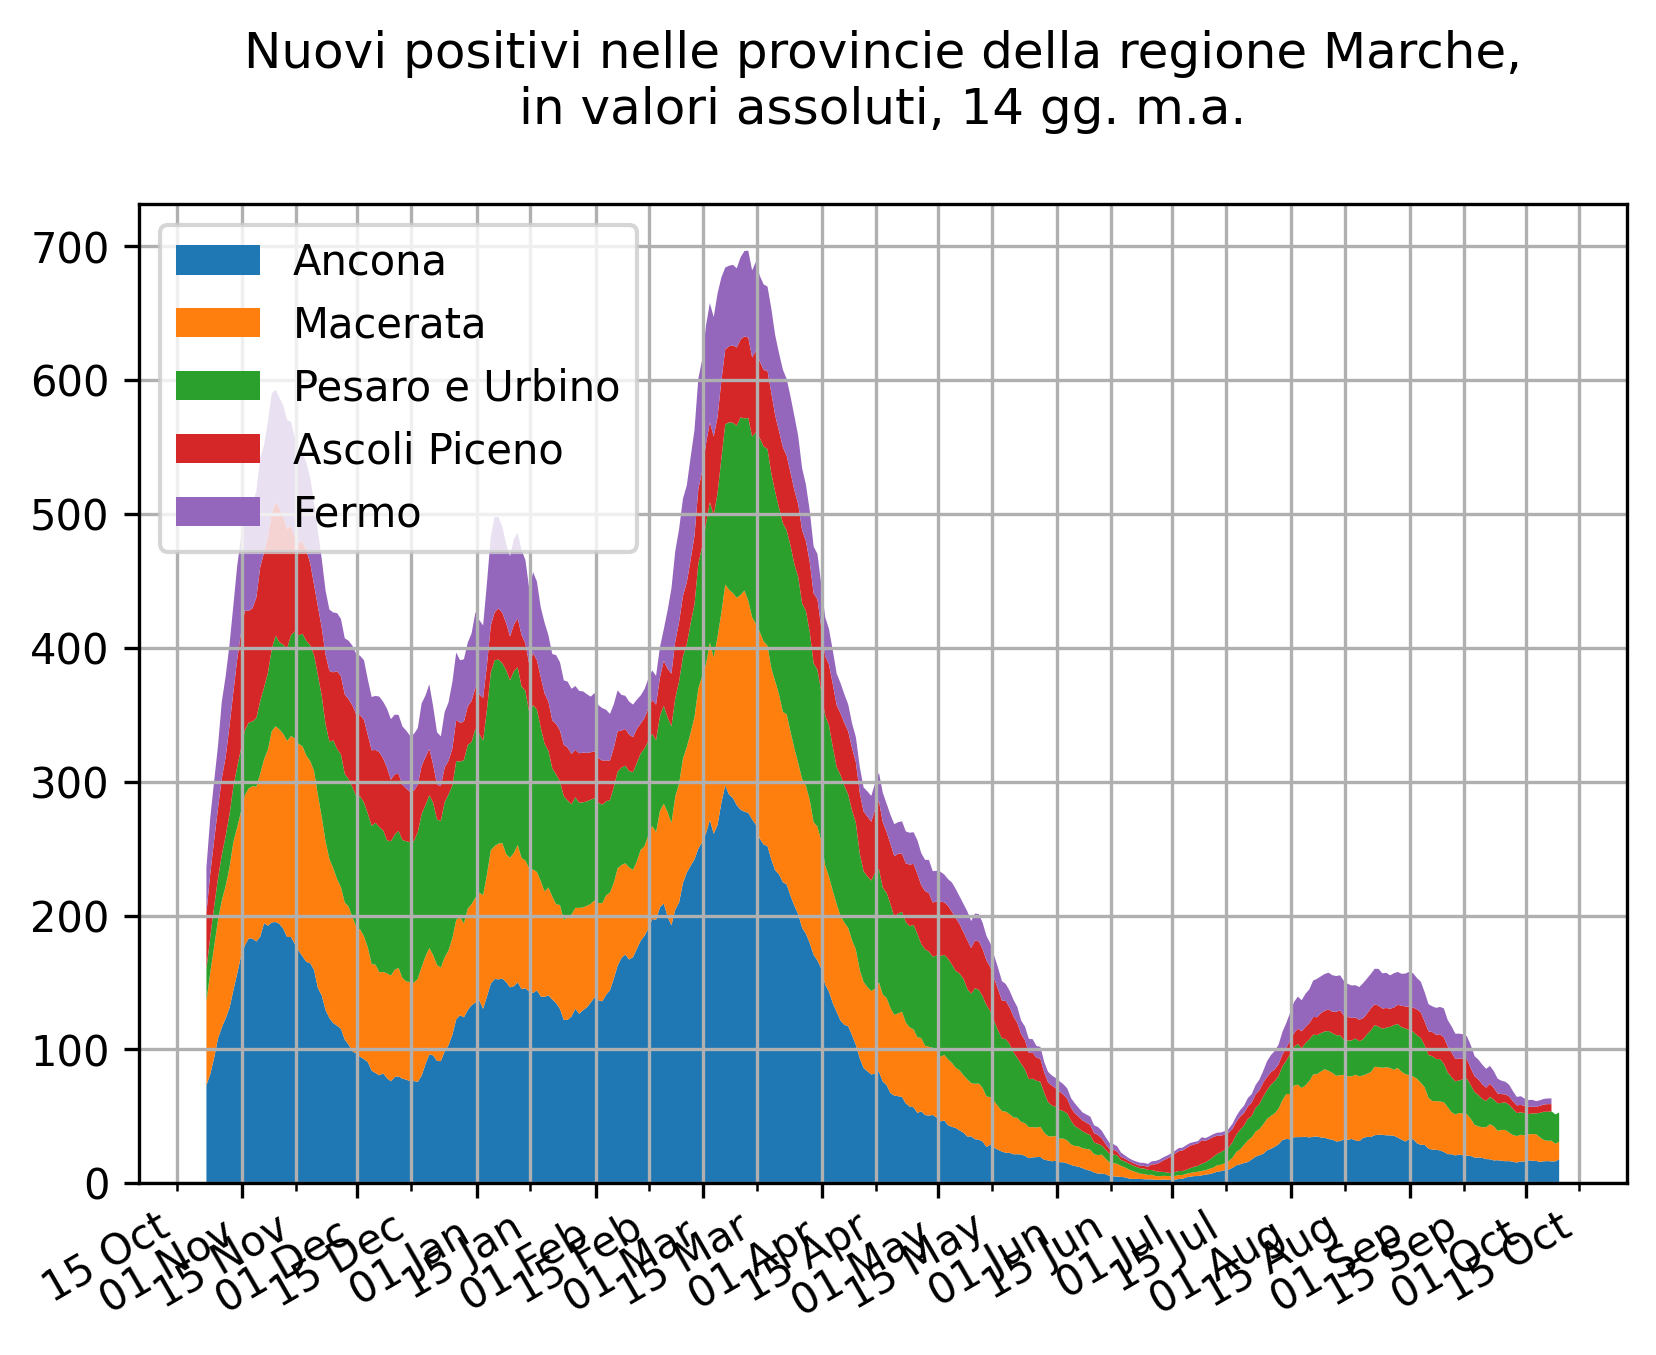 Nuovi positivi nelle provincie della regione Marche,
in valori assoluti, 14 gg. m.a.
700
600
500
400
300
200
100
0
Ancona
Macerata
Pesaro e Urbino
Ascoli Piceno
Fermo
15 Oct
01 Nov
15 Nov
01 Dec
15 Dec
01 Jan
15 Jan
01 Feb
15 Feb
01 Mar
15 Mar
01 Apr
15 Apr
01 May
15 May
01 Jun
15 Jun
01 Jul
15 Jul
01 Aug
15 Aug
01 Sep
15 Sep
01 Oct
15 Oct